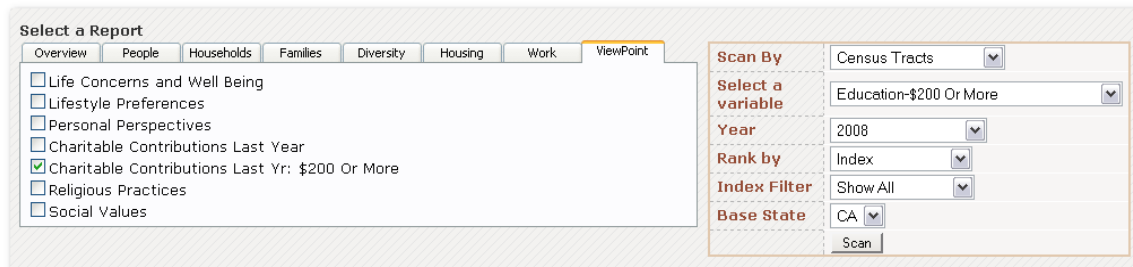 Select a Report
Overview People Households Families Diversity Housing Work ViewPoint
Life Concerns and Well Being
Lifestyle Preferences
Personal Perspectives
Charitable Contributions Last Year
Charitable Contributions Last Yr: $200 Or More
Religious Practices
Social Values
Scan By Census Tracts
Select a variable Education-$200 Or More
Year 2008
Rank by Index
Index Filter Show All
Base State CA
Scan